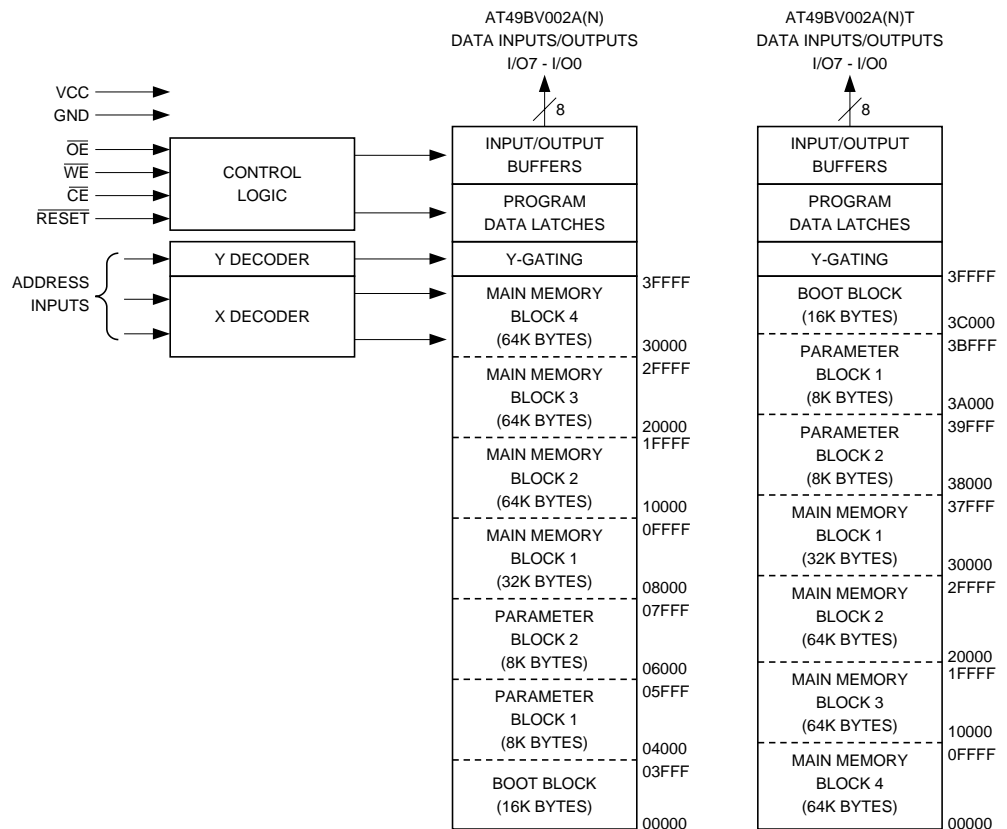 AT49BV002A(N)
DATA INPUTS/OUTPUTS
I/O7 - I/O0
8
AT49BV002A(N)T
DATA INPUTS/OUTPUTS
I/O7 - I/O0
8
VCC
GND
OE
WE
CE
RESET
CONTROL
LOGIC
ADDRESS
INPUTS
Y DECODER
X DECODER
INPUT/OUTPUT
BUFFERS
PROGRAM
DATA LATCHES
Y-GATING
3FFFF
MAIN MEMORY
BLOCK 4
(64K BYTES)
30000
2FFFF
MAIN MEMORY
BLOCK 3
(64K BYTES)
20000
1FFFF
MAIN MEMORY
BLOCK 2
(64K BYTES)
10000
0FFFF
MAIN MEMORY
BLOCK 1
(32K BYTES)
08000
07FFF
PARAMETER
BLOCK 2
(8K BYTES)
06000
05FFF
PARAMETER
BLOCK 1
(8K BYTES)
04000
03FFF
BOOT BLOCK
(16K BYTES)
00000
INPUT/OUTPUT
BUFFERS
PROGRAM
DATA LATCHES
Y-GATING
3FFFF
BOOT BLOCK
(16K BYTES)
3C000
3BFFF
PARAMETER
BLOCK 1
(8K BYTES)
3A000
39FFF
PARAMETER
BLOCK 2
(8K BYTES)
38000
37FFF
MAIN MEMORY
BLOCK 1
(32K BYTES)
30000
2FFFF
MAIN MEMORY
BLOCK 2
(64K BYTES)
20000
1FFFF
MAIN MEMORY
BLOCK 3
(64K BYTES)
10000
0FFFF
MAIN MEMORY
BLOCK 4
(64K BYTES)
00000